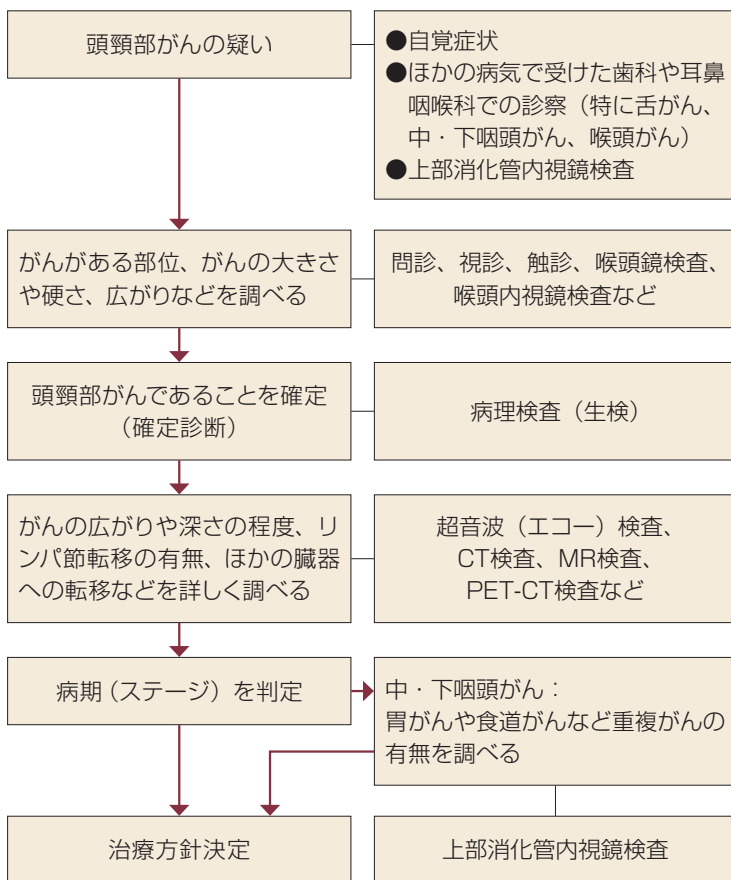 頭頸部がんの疑い
●自覚症状
●ほかの病気で受けた歯科や耳鼻
咽喉科での診察（特に舌がん、
中・下咽頭がん、喉頭がん）
●上部消化管内視鏡検査
がんがある部位、がんの大きさ
や硬さ、広がりなどを調べる
問診、視診、触診、喉頭鏡検査、
喉頭内視鏡検査など
頭頸部がんであることを確定
（確定診断）
病理検査（生検）
がんの広がりや深さの程度、リ
ンパ節転移の有無、ほかの臓器
への転移などを詳しく調べる
超音波（エコー）検査、
CT検査、MR検査、
PET-CT検査など
病期（ステージ）を判定
中・下咽頭がん：
胃がんや食道がんなど重複がんの
有無を調べる
治療方針決定
上部消化管内視鏡検査